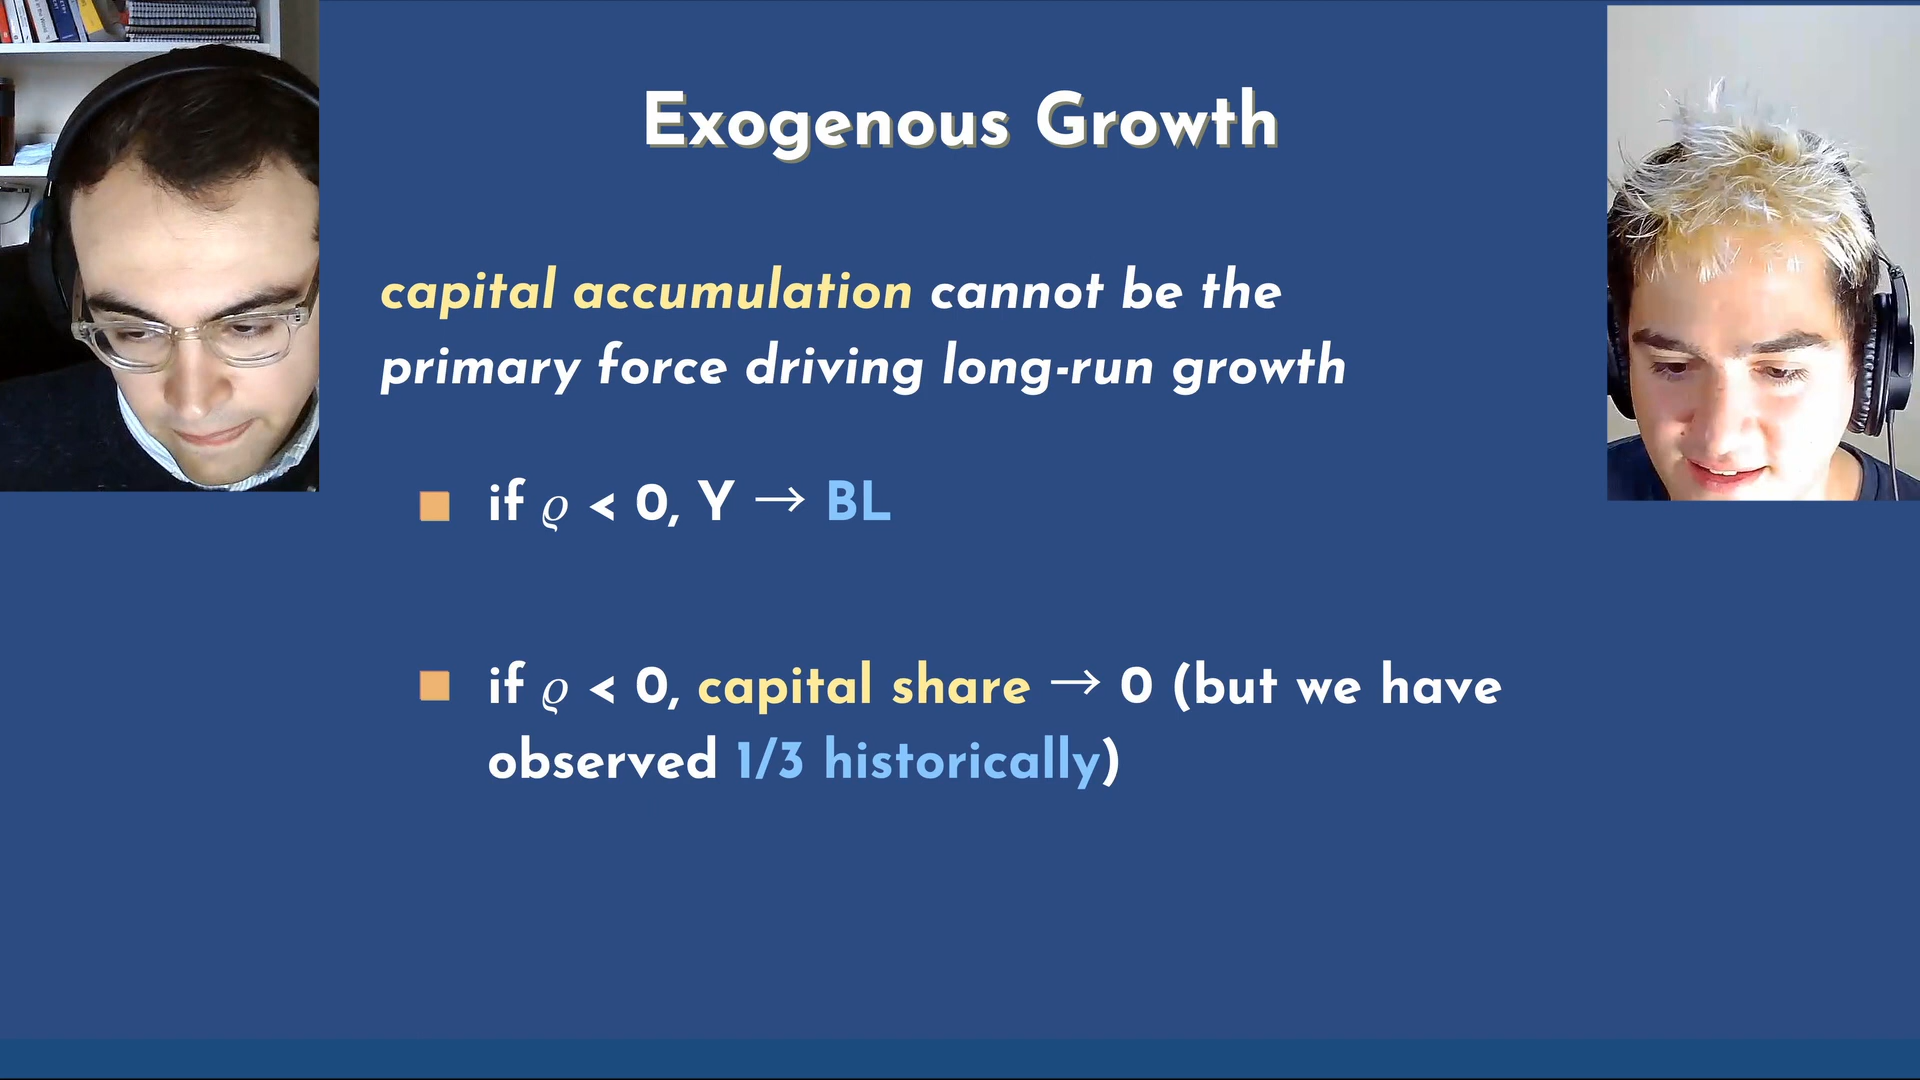 Exogenous Growth
capital accumulation cannot be the
primary force driving long-run growth
if ϱ < 0, Y → BL
if ϱ < 0, capital share → 0 (but we have
observed 1/3 historically)